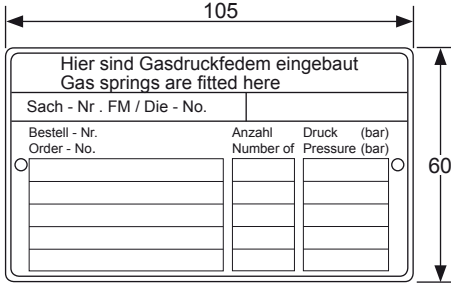 105
Hier sind Gasdruckfedem eingebaut
Gas springs are fitted here
Sach - Nr . FM / Die - No.
Bestell - Nr. Anzahl Druck (bar)
Order - No. Number of Pressure (bar)
60